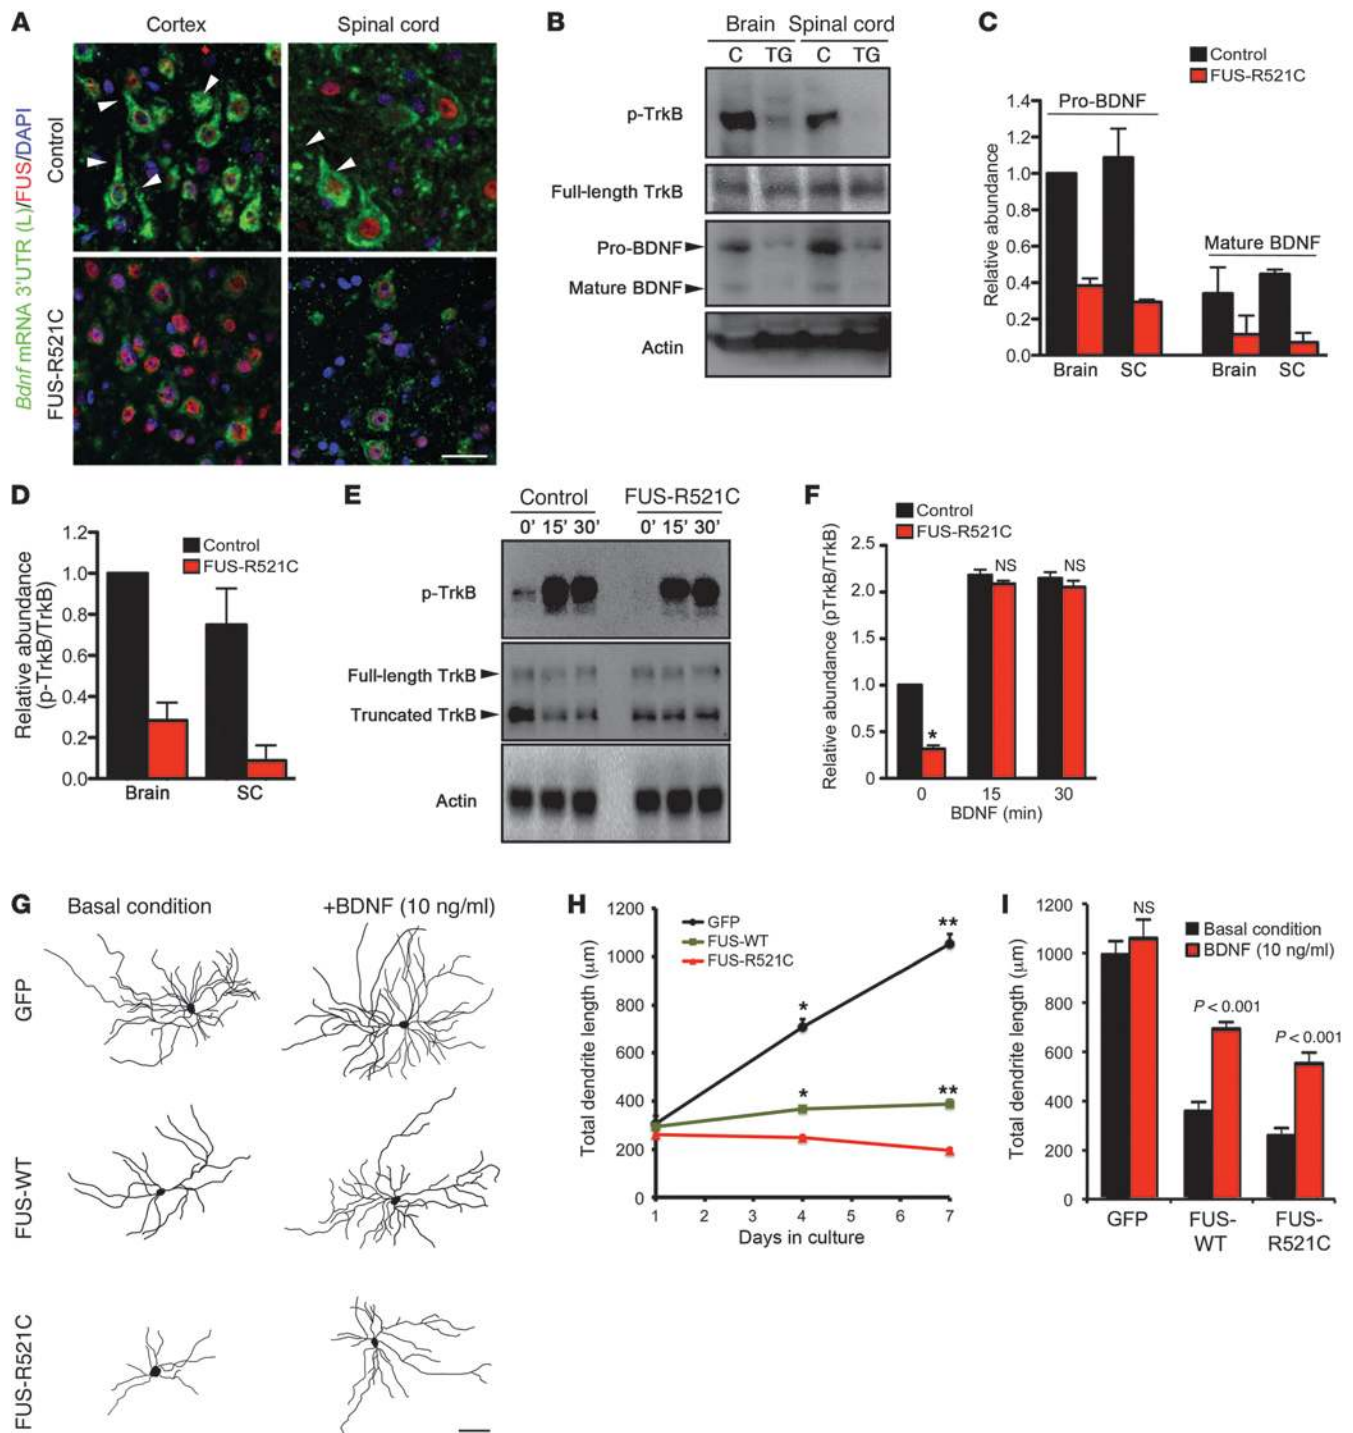 A
Cortex
Spinal cord
Bdnf mRNA 3'UTR (L)/FUS/DAPI
Control
FUS-R521C
B
Brain Spinal cord
C TG C TG
p-TrkB
Full-length TrkB
Pro-BDNF
Mature BDNF
Actin
C
Control
FUS-R521C
Pro-BDNF
Mature BDNF
Relative abundance
1.4
1.2
1.0
0.6
0.4
0.2
0.0
Brain SC Brain SC
D
Control
FUS-R521C
Relative abundance
(p-TrkB/TrkB)
1.2
1.0
0.8
0.6
0.4
0.2
0.0
Brain SC
E
Control FUS-R521C
0' 15' 30' 0' 15' 30'
p-TrkB
Full-length TrkB
Truncated TrkB
Actin
F
Control
FUS-R521C
Relative abundance (pTrkB/TrkB)
2.5
2.0
1.5
1.0
0.5
0
* NS NS
0 15 30
BDNF (min)
G
Basal condition +BDNF (10 ng/ml)
GFP
FUS-WT
FUS-R521C
H
GFP
FUS-WT
FUS-R521C
Total dendrite length (μm)
1200
1000
800
600
400
200
0
* **
* **
1 2 3 4 5 6 7
Days in culture
I
Basal condition
BDNF (10 ng/ml)
NS
P < 0.001
P < 0.001
Total dendrite length (μm)
1200
1000
800
600
400
200
0
GFP FUS- FUS-
WT R521C